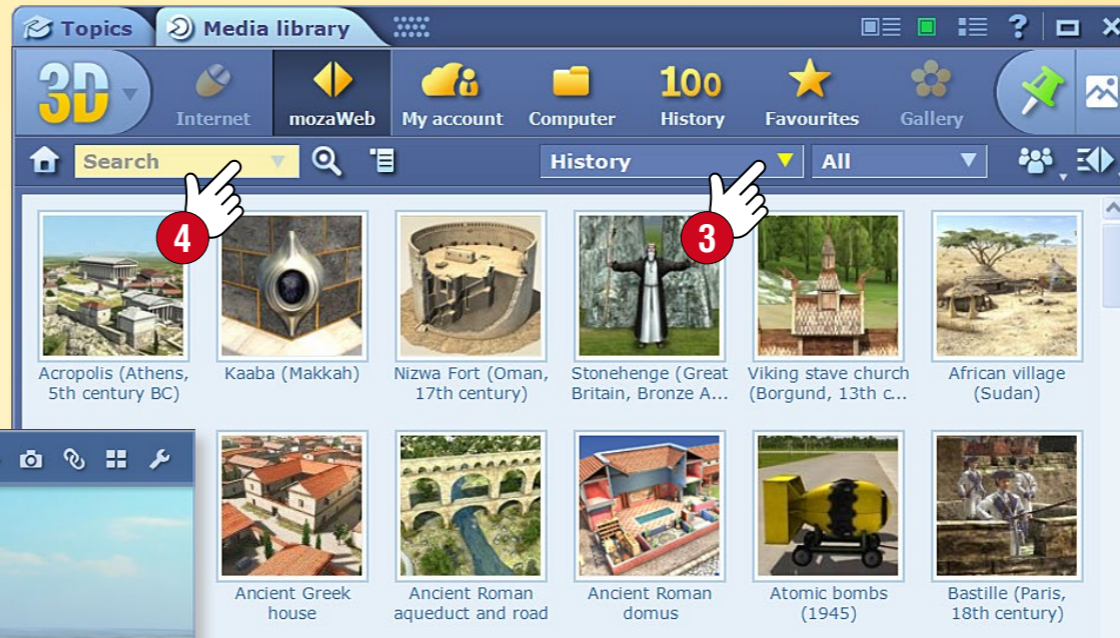 Topics
Media library
?
3D
Internet
mozaWeb
My account
Computer
100
History
Favourites
Gallery
Search
History
All
4
3
Acropolis (Athens,
5th century BC)
Kaaba (Makkah)
Nizwa Fort (Oman,
17th century)
Stonehenge (Great
Britain, Bronze A...
Viking stave church
(Borgund, 13th c...
African village
(Sudan)
Ancient Greek
house
Ancient Roman
aqueduct and road
Ancient Roman
domus
Atomic bombs
(1945)
Bastille (Paris,
18th century)